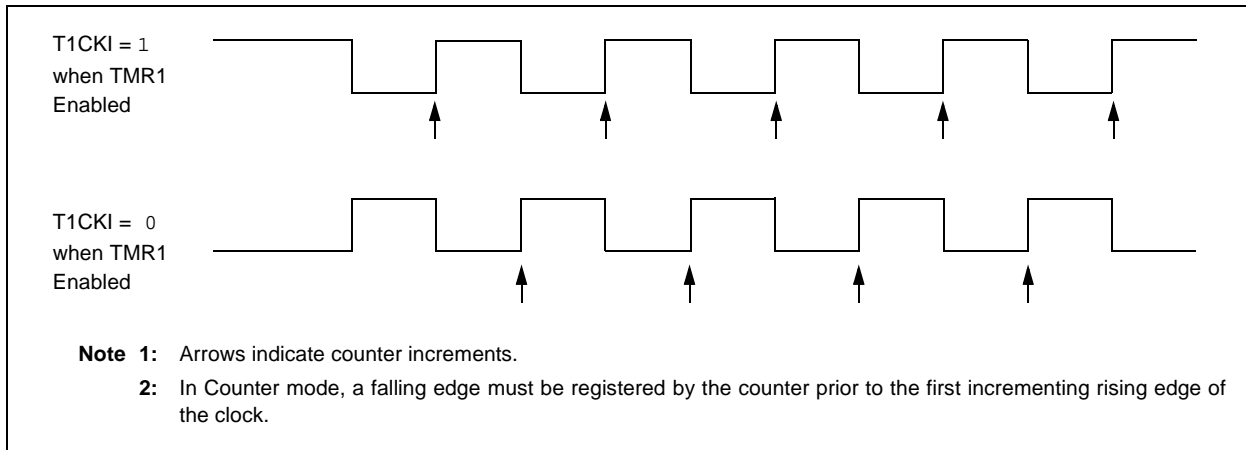 T1CKI = 1
when TMR1
Enabled
T1CKI = 0
when TMR1
Enabled
Note 1: Arrows indicate counter increments.
2: In Counter mode, a falling edge must be registered by the counter prior to the first incrementing rising edge of
the clock.